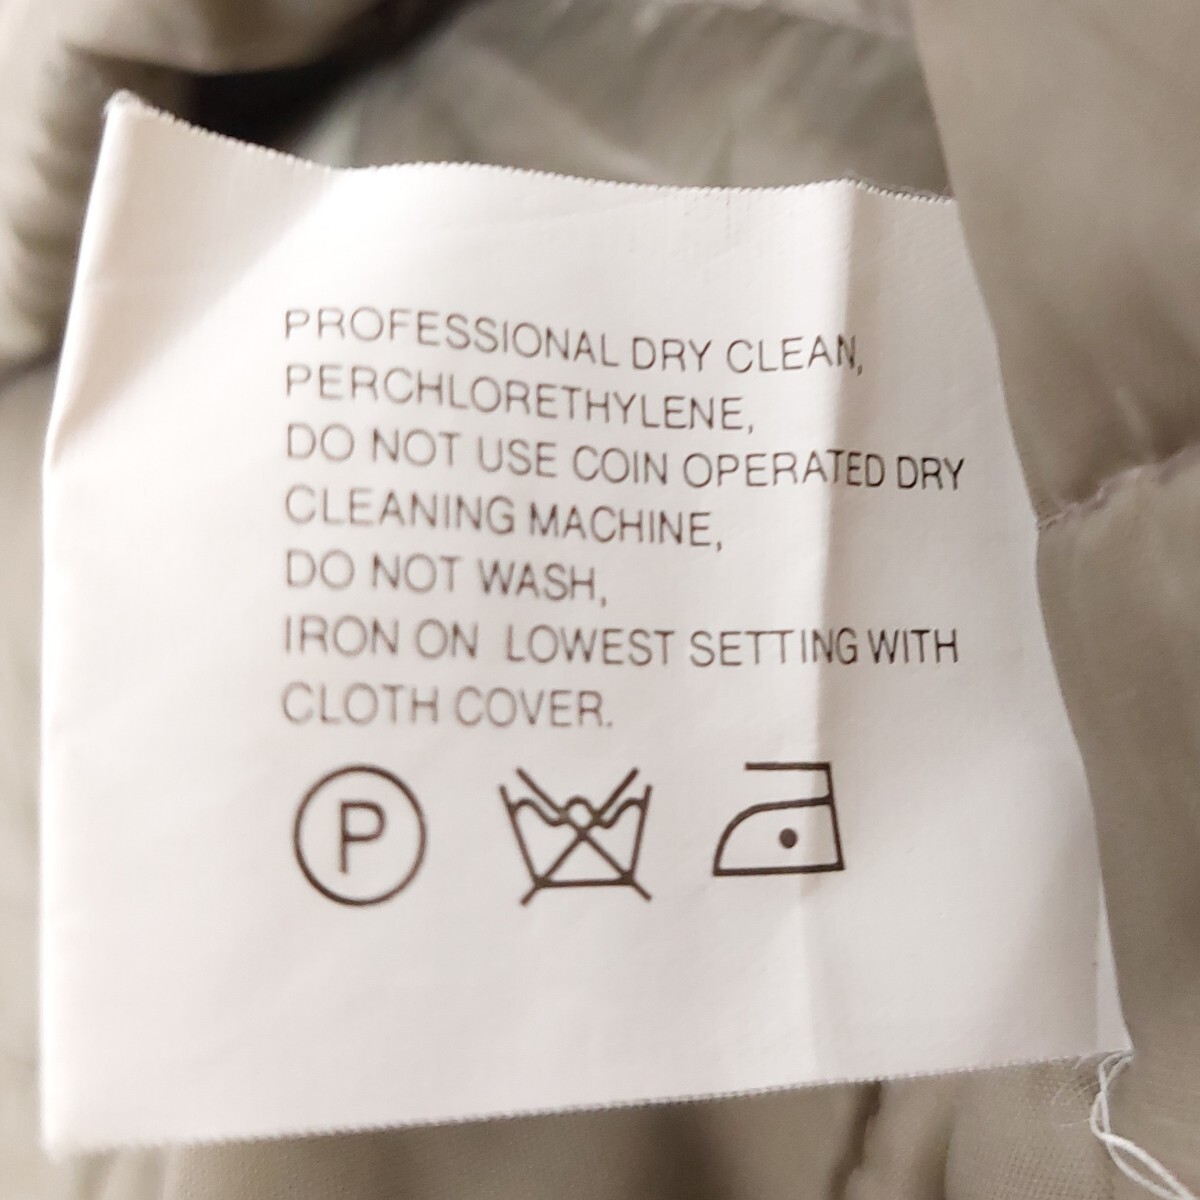 PROFESSIONAL DRY CLEAN,
PERCHLORETHYLENE,
DO NOT USE COIN OPERATED DRY
CLEANING MACHINE,
DO NOT WASH,
IRON ON LOWEST SETTING WITH
CLOTH COVER.
P